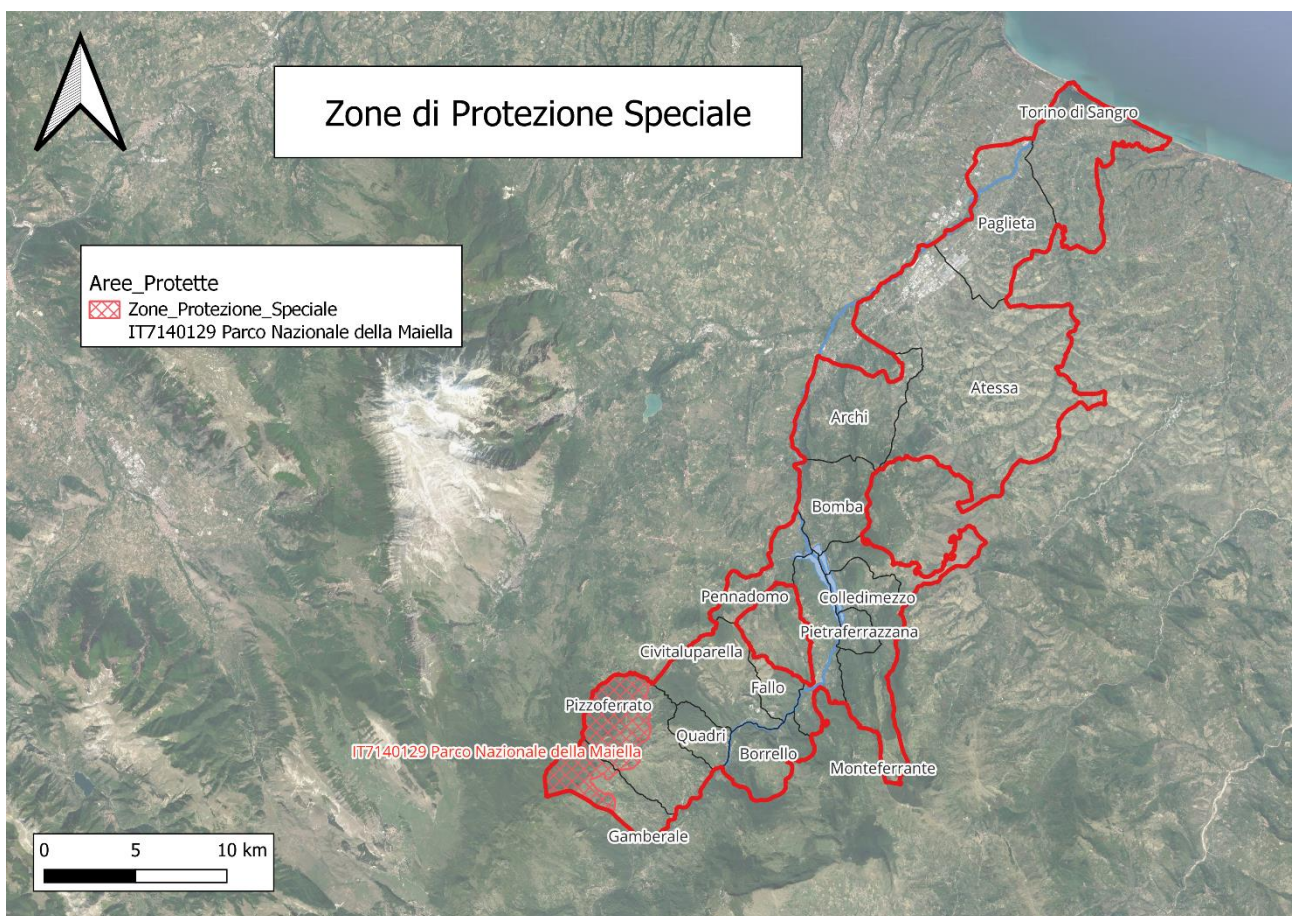 Zone di Protezione Speciale
Torino di Sangro
Paglieta
Aree_Protette
Zone_Protezione_Speciale
IT7140129 Parco Nazionale della Maiella
Atessa
Archi
Bomba
Pennadomo
Colledimezzo
Pietraferrazzana
Civitaluparella
Fallo
Pizzoferrato
Quadri
IT7140129 Parco Nazionale della Maiella
Borrello
Monteferrante
Gamberale
0 5 10 km